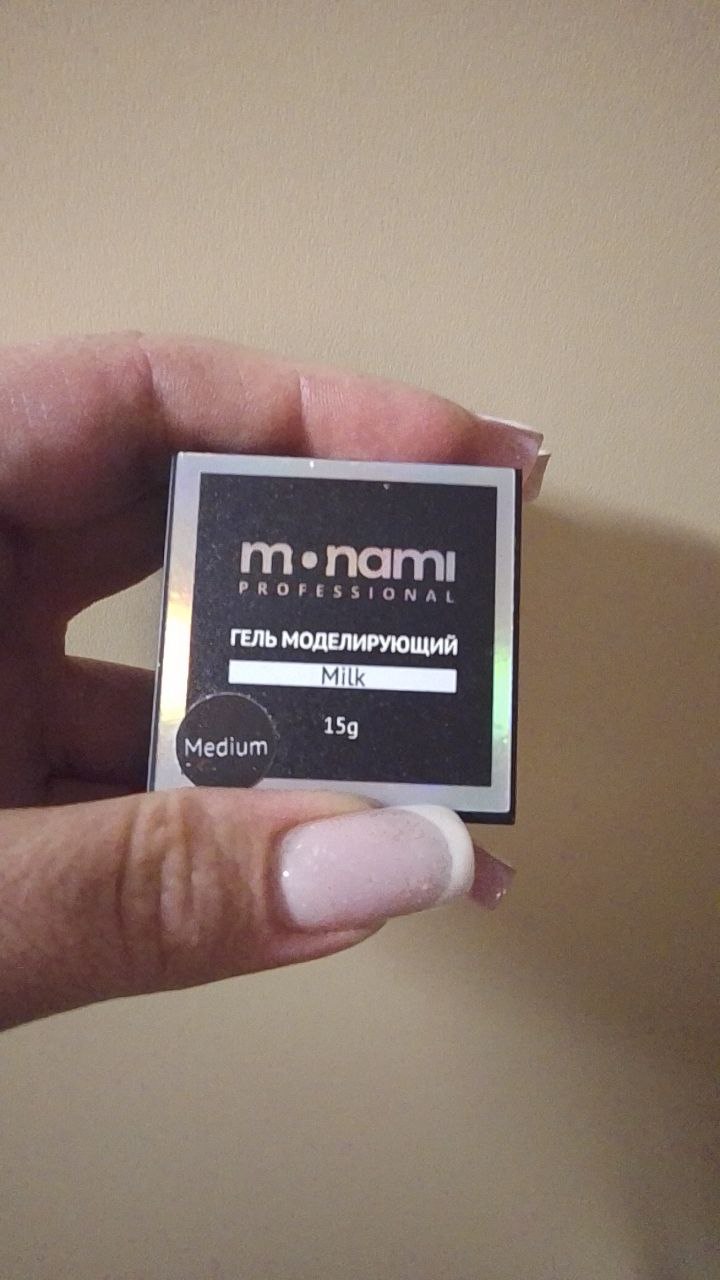 m•nami
PROFESSIONAL
ГЕЛЬ МОДЕЛИРУЮЩИЙ
Milk
15g
Medium